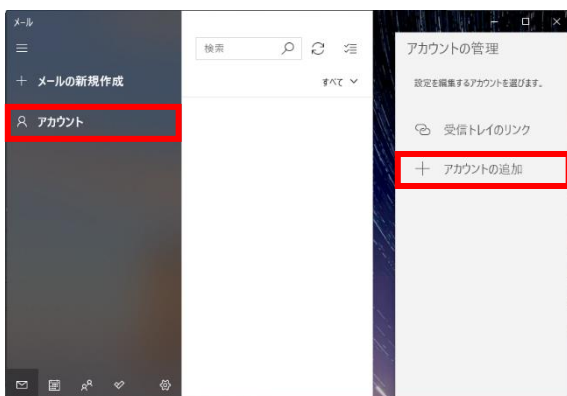 メール
検索
メールの新規作成
すべて
アカウント
アカウントの管理
設定を編集するアカウントを選びます。
受信トレイのリンク
アカウントの追加